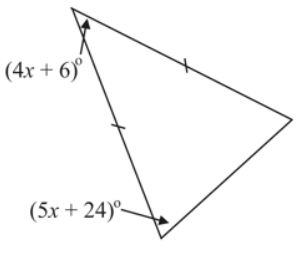 (4x + 6)º
(5x + 24)º